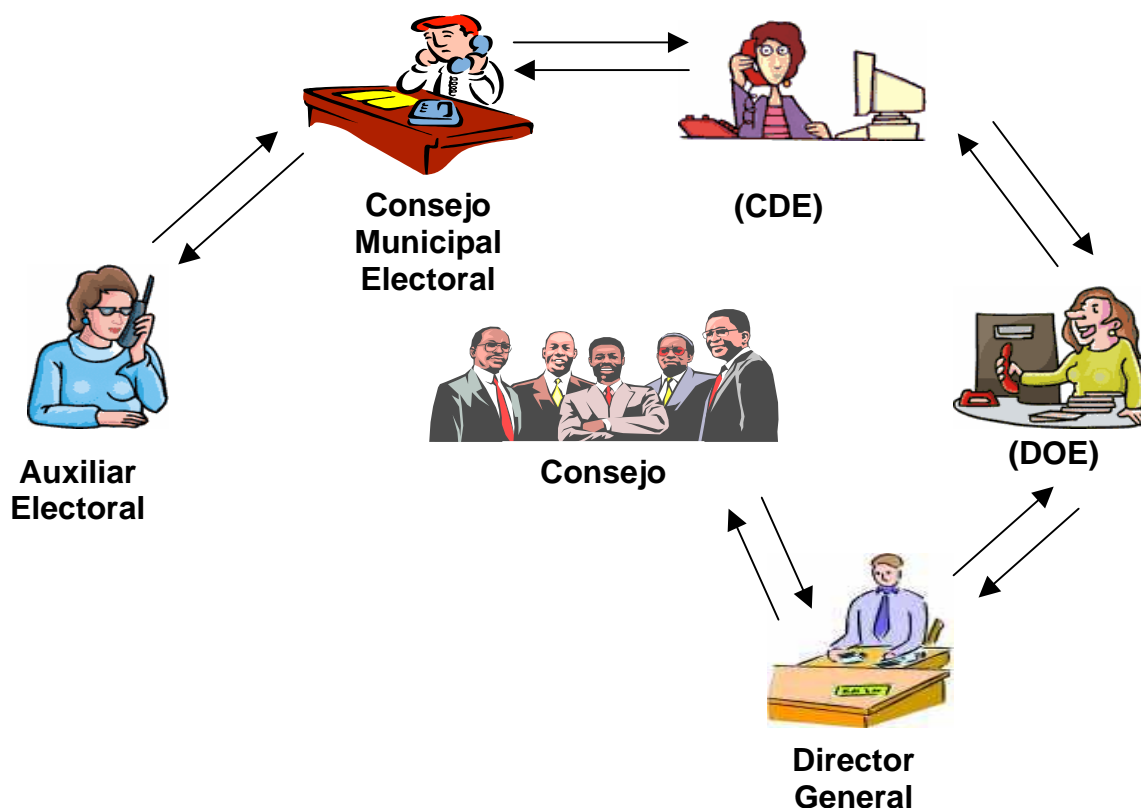 Consejo
Municipal
Electoral
(CDE)
Auxiliar
Electoral
Consejo
(DOE)
Director
General